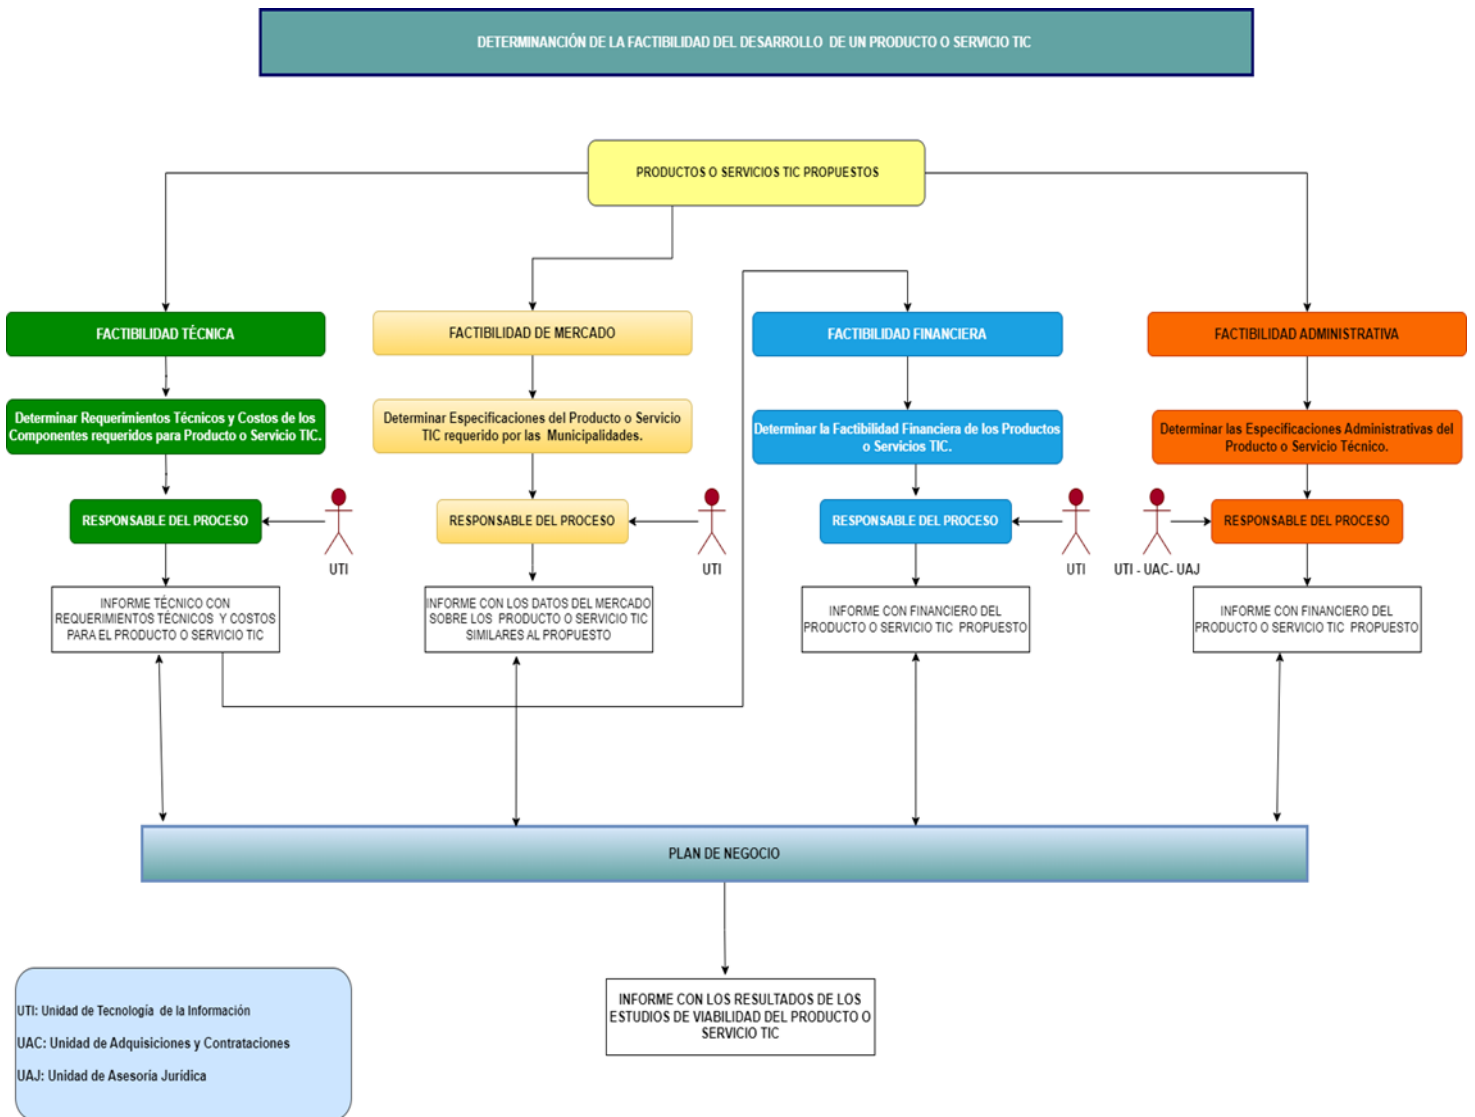 DETERMINANCIÓN DE LA FACTIBILIDAD DEL DESARROLLO DE UN PRODUCTO O SERVICIO TIC
PRODUCTOS O SERVICIOS TIC PROPUESTOS
FACTIBILIDAD TÉCNICA
FACTIBILIDAD DE MERCADO
FACTIBILIDAD FINANCIERA
FACTIBILIDAD ADMINISTRATIVA
Determinar Requerimientos Técnicos y Costos de los
Componentes requeridos para Producto o Servicio TIC.
Determinar Especificaciones del Producto o Servicio
TIC requerido por las Municipalidades.
Determinar la Factibilidad Financiera de los Productos
o Servicios TIC.
Determinar las Especificaciones Administrativas del
Producto o Servicio Técnico.
RESPONSABLE DEL PROCESO
UTI
RESPONSABLE DEL PROCESO
UTI
RESPONSABLE DEL PROCESO
UTI
UTI - UAC- UAJ
RESPONSABLE DEL PROCESO
INFORME TÉCNICO CON
REQUERIMIENTOS TÉCNICOS Y COSTOS
PARA EL PRODUCTO O SERVICIO TIC
INFORME CON LOS DATOS DEL MERCADO
SOBRE LOS PRODUCTO O SERVICIO TIC
SIMILARES AL PROPUESTO
INFORME CON FINANCIERO DEL
PRODUCTO O SERVICIO TIC PROPUESTO
INFORME CON FINANCIERO DEL
PRODUCTO O SERVICIO TIC PROPUESTO
PLAN DE NEGOCIO
INFORME CON LOS RESULTADOS DE LOS
ESTUDIOS DE VIABILIDAD DEL PRODUCTO O
SERVICIO TIC
UTI: Unidad de Tecnología de la Información
UAC: Unidad de Adquisiciones y Contrataciones
UAJ: Unidad de Asesoría Jurídica